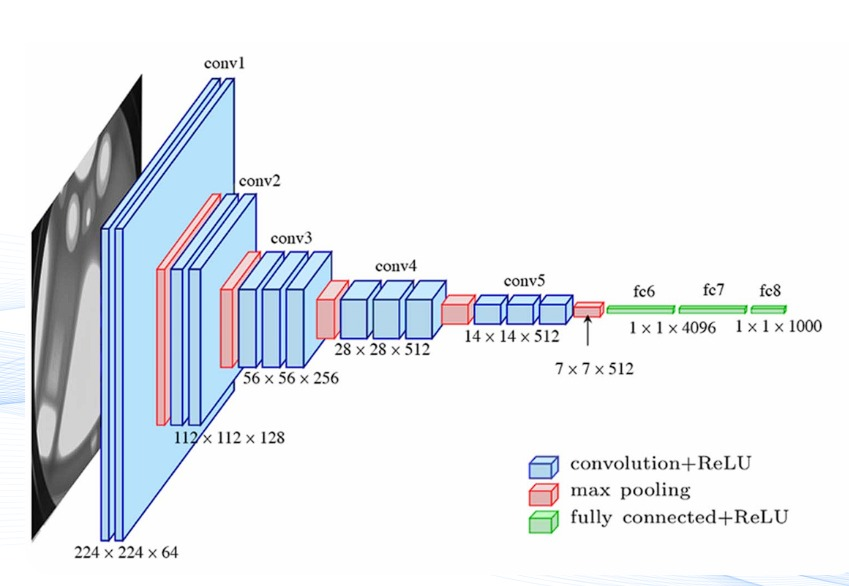 conv1
conv2
conv3
conv4
conv5
fc6
fc7
fc8
1 × 1 × 4096
1 × 1 × 1000
14 × 14 × 512
28 × 28 × 512
7 × 7 × 512
56 × 56 × 256
112 × 112 × 128
224 × 224 × 64
convolution+ReLU
max pooling
fully connected+ReLU